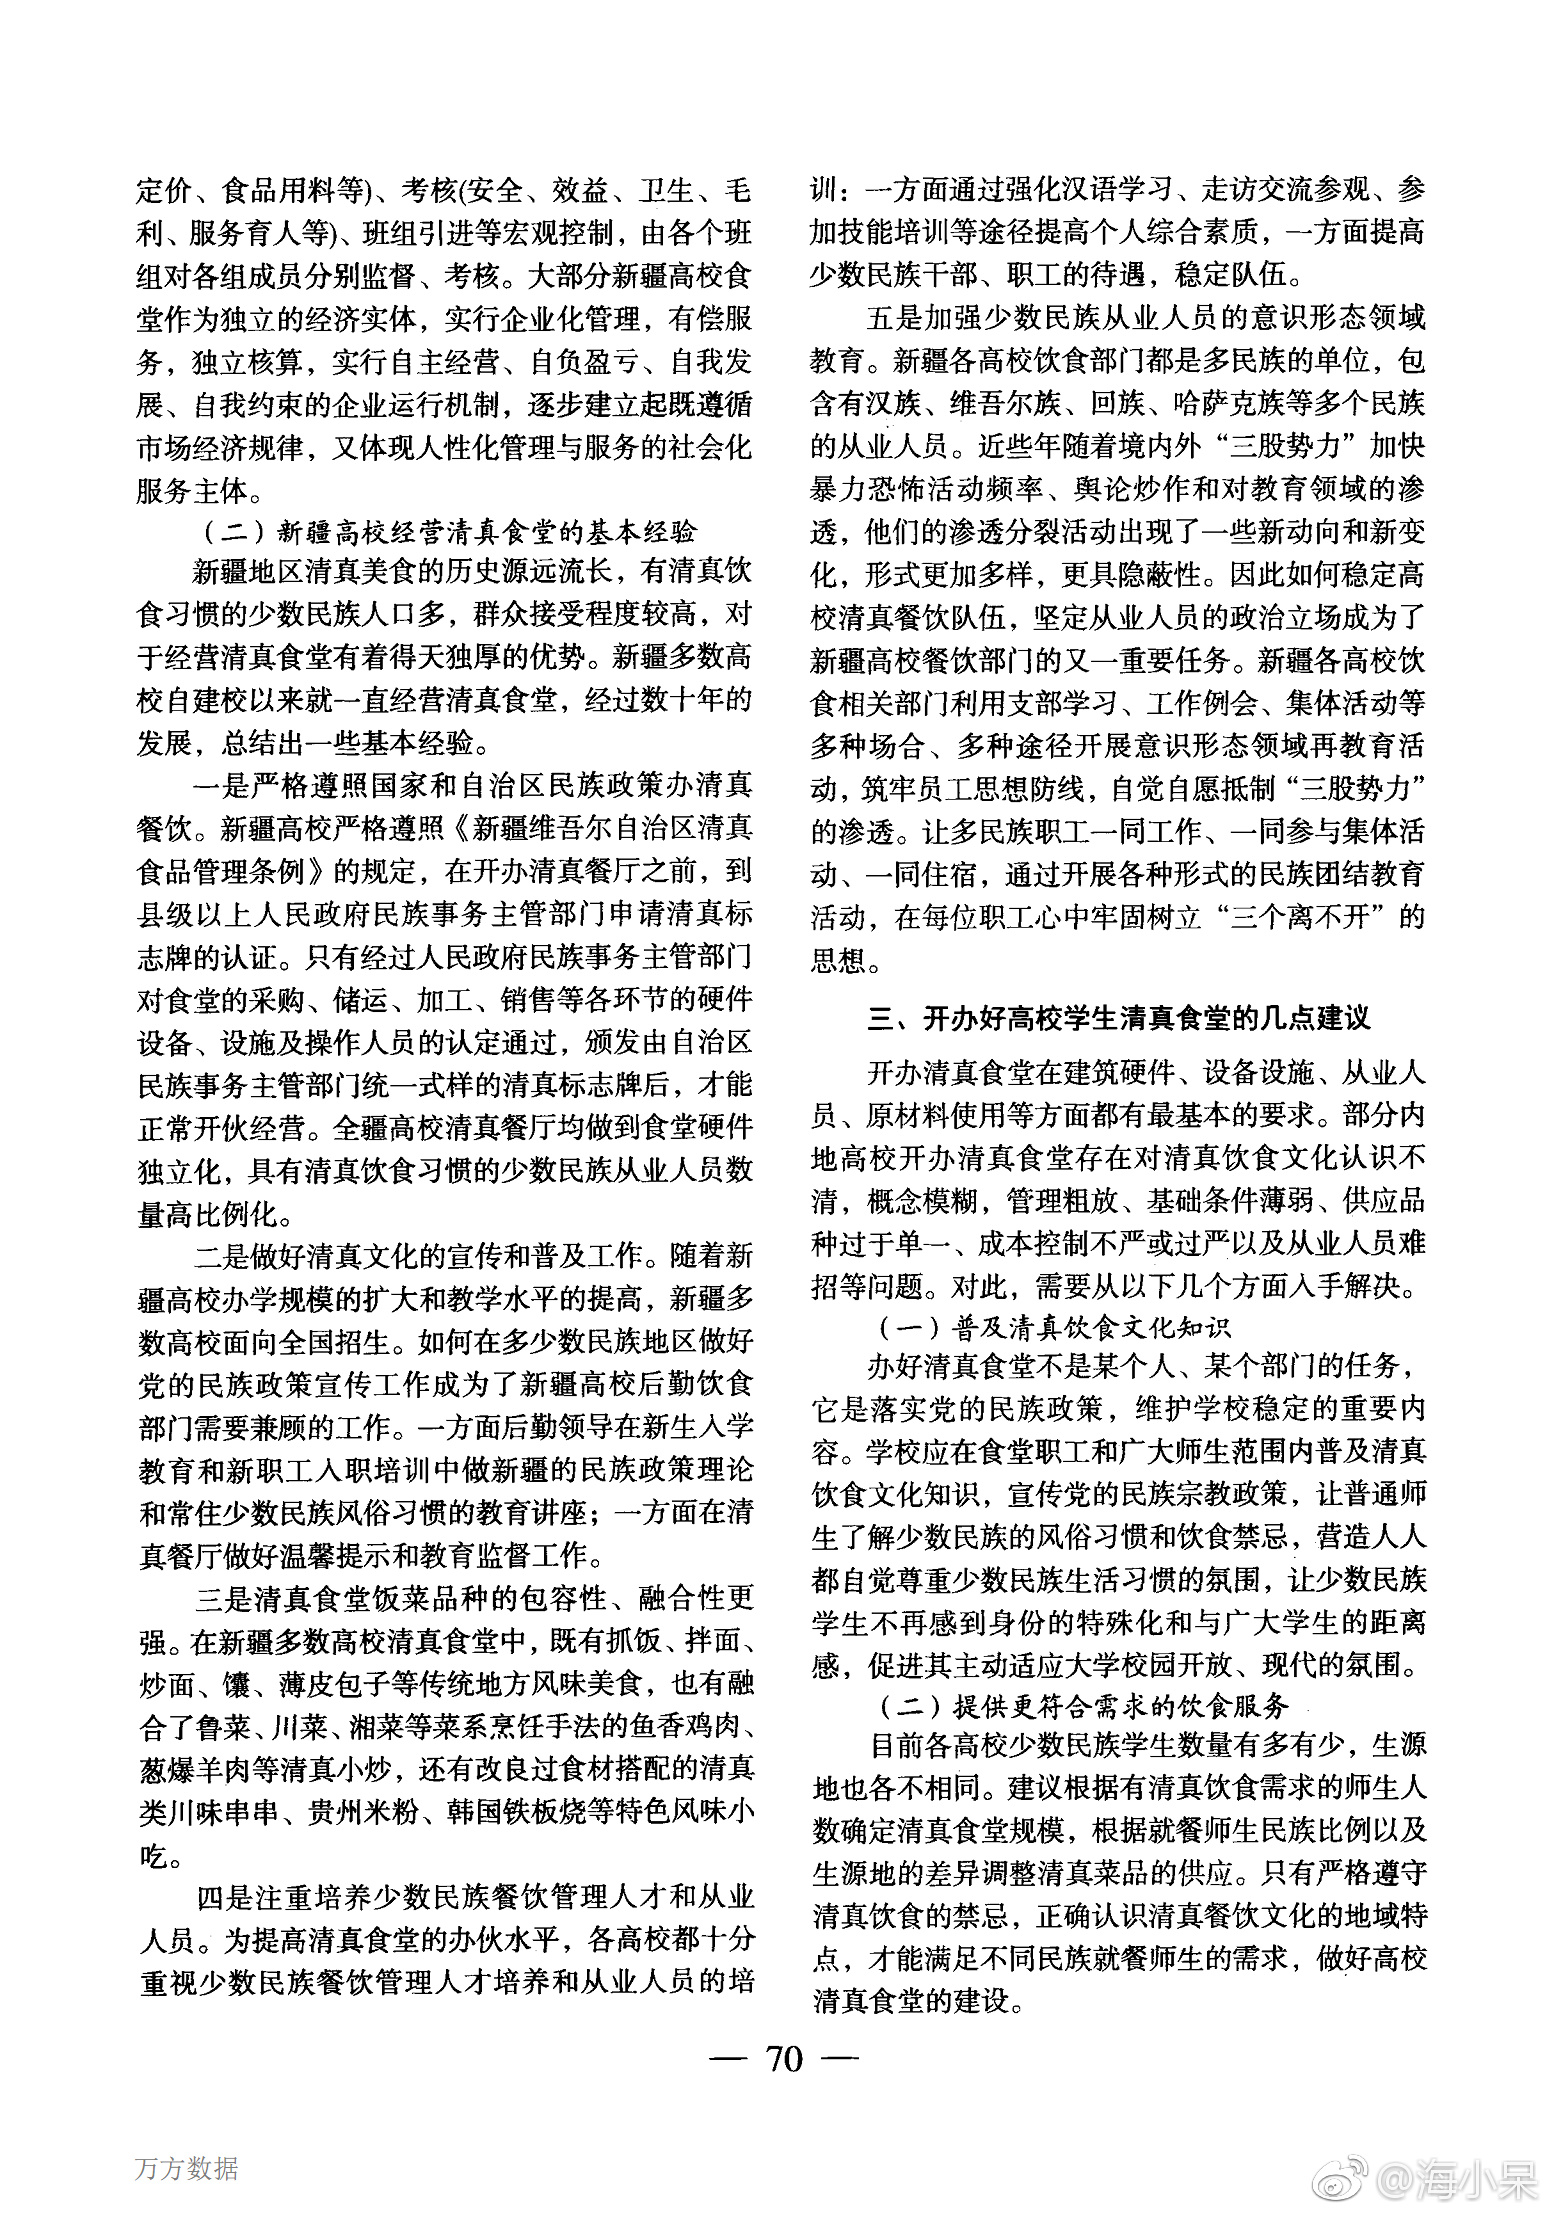 定价、食品用料等)、考核(安全、效益、卫生、毛
利、服务育人等)、班组引进等宏观控制，由各个班
组对各组成员分别监督、考核。大部分新疆高校食
堂作为独立的经济实体，实行企业化管理，有偿服
务，独立核算，实行自主经营、自负盈亏、自我发
展、自我约束的企业运行机制，逐步建立起既遵循
市场经济规律，又体现人性化管理与服务的社会化
服务主体。
（二）新疆高校经营清真食堂的基本经验
新疆地区清真美食的历史源远流长，有清真饮
食习惯的少数民族人口多，群众接受程度较高，对
于经营清真食堂有着得天独厚的优势。新疆多数高
校自建校以来就一直经营清真食堂，经过数十年的
发展，总结出一些基本经验。
一是严格遵照国家和自治区民族政策办清真
餐饮。新疆高校严格遵照《新疆维吾尔自治区清真
食品管理条例》的规定，在开办清真餐厅之前，到
县级以上人民政府民族事务主管部门申请清真标
志牌的认证。只有经过人民政府民族事务主管部门
对食堂的采购、储运、加工、销售等各环节的硬件
设备、设施及操作人员的认定通过，颁发由自治区
民族事务主管部门统一式样的清真标志牌后，才能
正常开伙经营。全疆高校清真餐厅均做到食堂硬件
独立化，具有清真饮食习惯的少数民族从业人员数
量高比例化。
二是做好清真文化的宣传和普及工作。随着新
疆高校办学规模的扩大和教学水平的提高，新疆多
数高校面向全国招生。如何在多少数民族地区做好
党的民族政策宣传工作成为了新疆高校后勤饮食
部门需要兼顾的工作。一方面后勤领导在新生入学
教育和新职工入职培训中做新疆的民族政策理论
和常住少数民族风俗习惯的教育讲座；一方面在清
真餐厅做好温馨提示和教育监督工作。
三是清真食堂饭菜品种的包容性、融合性更
强。在新疆多数高校清真食堂中，既有抓饭、拌面、
炒面、馕、薄皮包子等传统地方风味美食，也有融
合了鲁菜、川菜、湘菜等菜系烹饪手法的鱼香鸡肉、
葱爆羊肉等清真小炒，还有改良过食材搭配的清真
类川味串串、贵州米粉、韩国铁板烧等特色风味小
吃。
四是注重培养少数民族餐饮管理人才和从业
人员。为提高清真食堂的办伙水平，各高校都十分
重视少数民族餐饮管理人才培养和从业人员的培
训：一方面通过强化汉语学习、走访交流参观、参
加技能培训等途径提高个人综合素质，一方面提高
少数民族干部、职工的待遇，稳定队伍。
五是加强少数民族从业人员的意识形态领域
教育。新疆各高校饮食部门都是多民族的单位，包
含有汉族、维吾尔族、回族、哈萨克族等多个民族
的从业人员。近些年随着境内外“三股势力”加快
暴力恐怖活动频率、舆论炒作和对教育领域的渗
透，他们的渗透分裂活动出现了一些新动向和新变
化，形式更加多样，更具隐蔽性。因此如何稳定高
校清真餐饮队伍，坚定从业人员的政治立场成为了
新疆高校餐饮部门的又一重要任务。新疆各高校饮
食相关部门利用支部学习、工作例会、集体活动等
多种场合、多种途径开展意识形态领域再教育活
动，筑牢员工思想防线，自觉自愿抵制“三股势力”
的渗透。让多民族职工一同工作、一同参与集体活
动、一同住宿，通过开展各种形式的民族团结教育
活动，在每位职工心中牢固树立“三个离不开”的
思想。
三、开办好高校学生清真食堂的几点建议
开办清真食堂在建筑硬件、设备设施、从业人
员、原材料使用等方面都有最基本的要求。部分内
地高校开办清真食堂存在对清真饮食文化认识不
清，概念模糊，管理粗放、基础条件薄弱、供应品
种过于单一、成本控制不严或过严以及从业人员难
招等问题。对此，需要从以下几个方面入手解决。
（一）普及清真饮食文化知识
办好清真食堂不是某个人、某个部门的任务，
它是落实党的民族政策，维护学校稳定的重要内
容。学校应在食堂职工和广大师生范围内普及清真
饮食文化知识，宣传党的民族宗教政策，让普通师
生了解少数民族的风俗习惯和饮食禁忌，营造人人
都自觉尊重少数民族生活习惯的氛围，让少数民族
学生不再感到身份的特殊化和与广大学生的距离
感，促进其主动适应大学校园开放、现代的氛围。
（二）提供更符合需求的饮食服务
目前各高校少数民族学生数量有多有少，生源
地也各不相同。建议根据有清真饮食需求的师生人
数确定清真食堂规模，根据就餐师生民族比例以及
生源地的差异调整清真菜品的供应。只有严格遵守
清真饮食的禁忌，正确认识清真餐饮文化的地域特
点，才能满足不同民族就餐师生的需求，做好高校
清真食堂的建设。
— 70 —
万方数据
@海小呆